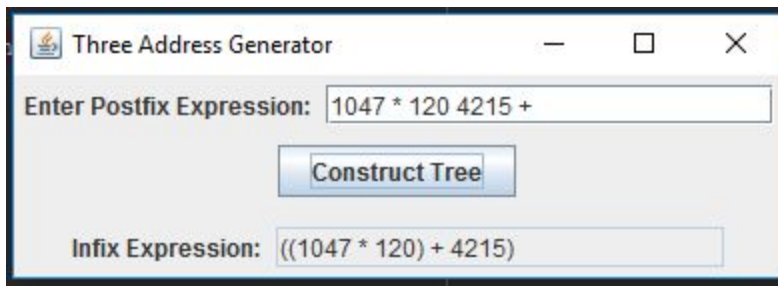 Three Address Generator
Enter Postfix Expression: 1047 * 120 4215 +
Construct Tree
Infix Expression: ((1047 * 120) + 4215)